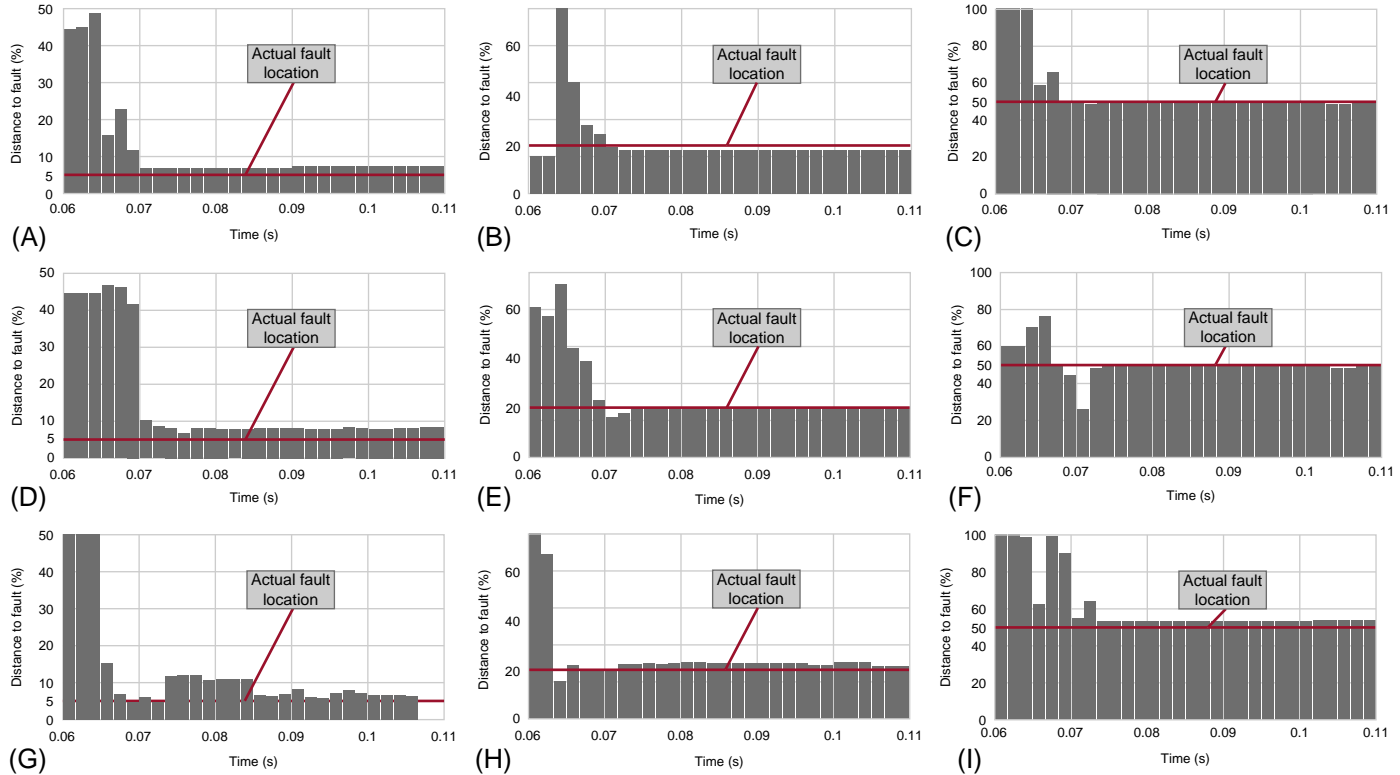 Distance to fault (%)
50
40
30
20
10
5
0
Actual fault
location
0.06
0.07
0.08
0.09
0.1
0.11
Time (s)
(A)
Distance to fault (%)
60
40
20
0
Actual fault
location
0.06
0.07
0.08
0.09
0.1
0.11
Time (s)
(B)
Distance to fault (%)
100
80
60
50
40
20
0
Actual fault
location
0.06
0.07
0.08
0.09
0.1
0.11
Time (s)
(C)
Distance to fault (%)
50
40
30
20
10
5
0
Actual fault
location
0.06
0.07
0.08
0.09
0.1
0.11
Time (s)
(D)
Distance to fault (%)
60
40
20
0
Actual fault
location
0.06
0.07
0.08
0.09
0.1
0.11
Time (s)
(E)
Distance to fault (%)
100
80
60
50
40
20
0
Actual fault
location
0.06
0.07
0.08
0.09
0.1
0.11
Time (s)
(F)
Distance to fault (%)
50
40
30
20
10
5
0
Actual fault
location
0.06
0.07
0.08
0.09
0.1
0.11
Time (s)
(G)
Distance to fault (%)
60
40
20
0
Actual fault
location
0.06
0.07
0.08
0.09
0.1
0.11
Time (s)
(H)
Distance to fault (%)
100
80
60
50
40
20
0
Actual fault
location
0.06
0.07
0.08
0.09
0.1
0.11
Time (s)
(I)